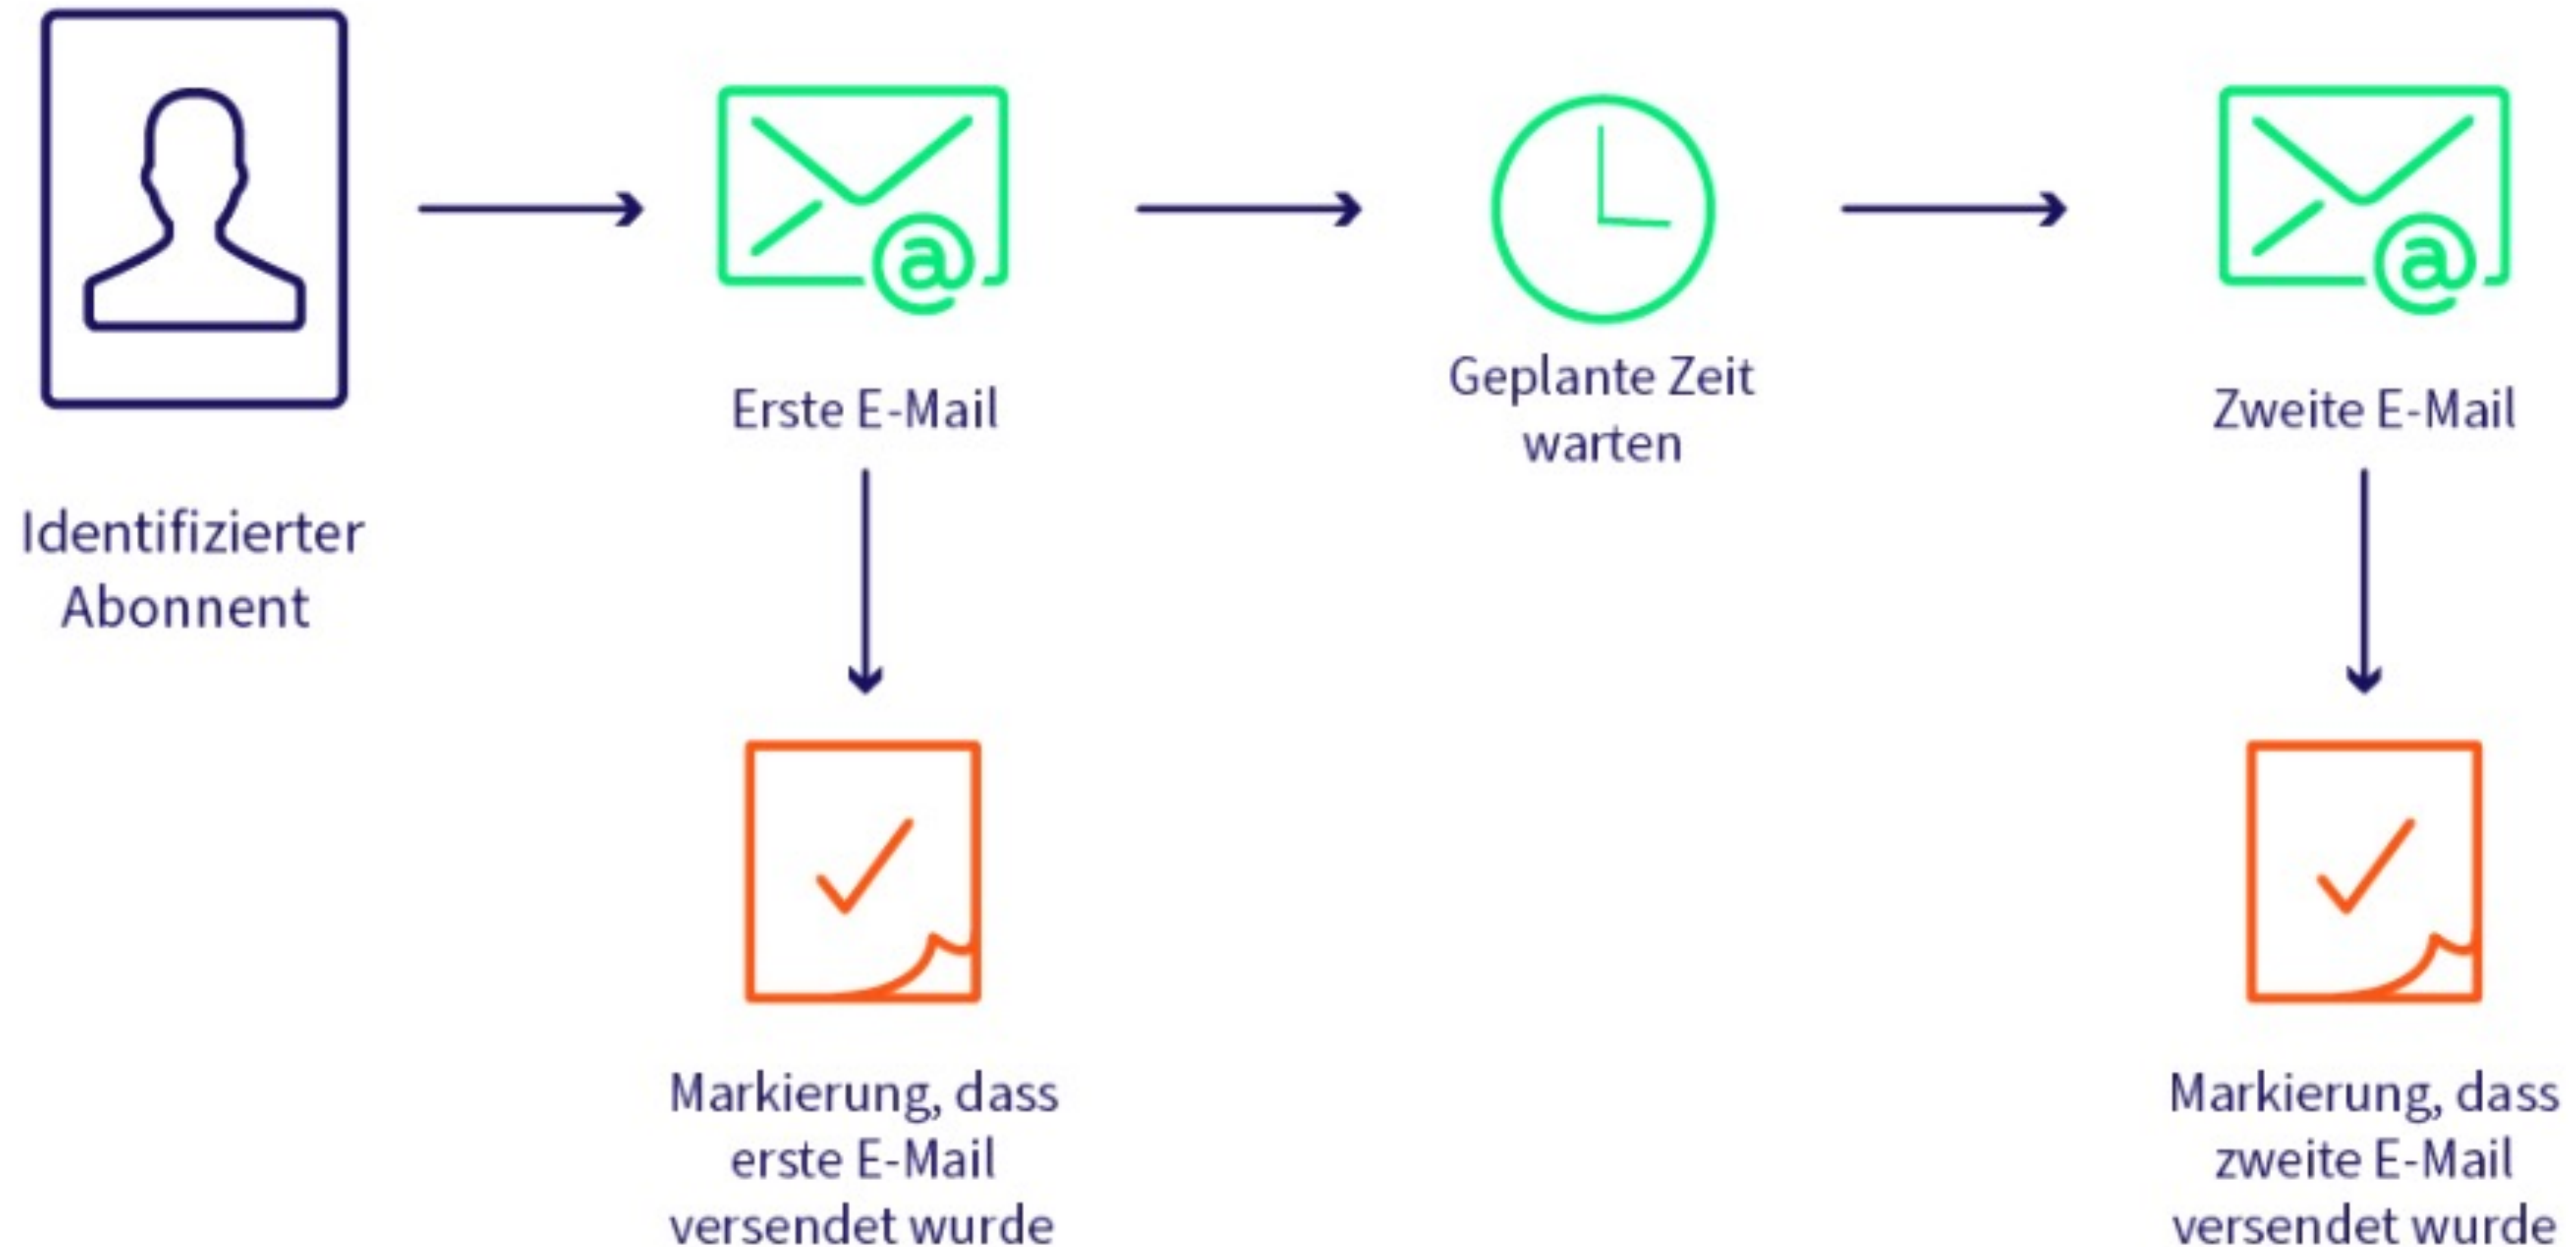 Identifizierter
Abonnent
Erste E-Mail
Geplante Zeit
warten
Zweite E-Mail
Markierung, dass
erste E-Mail
versendet wurde
Markierung, dass
zweite E-Mail
versendet wurde